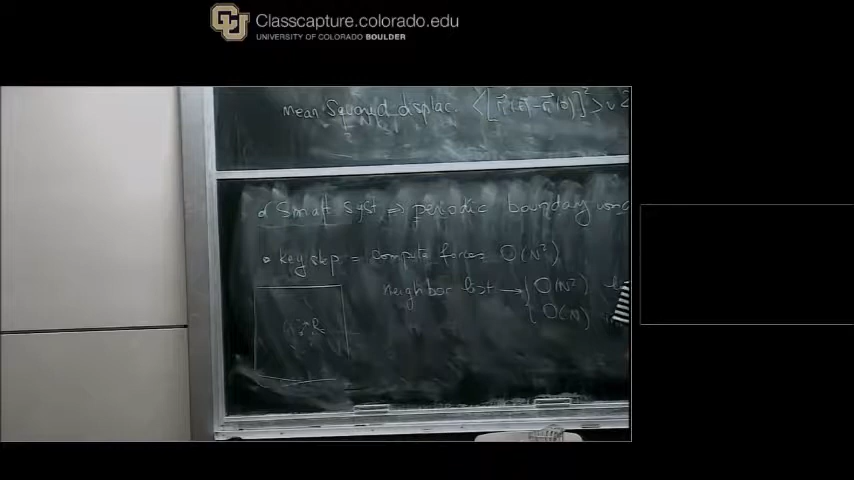 CU Classcapture.colorado.edu
UNIVERSITY OF COLORADO BOULDER
Mean Squared displac. <[r(t)-r(0)]²>
Small syst ⇒ periodic boundary cond
• key step = compute forces O(N²)
neighbor list → { O(N²)
O(N)
R